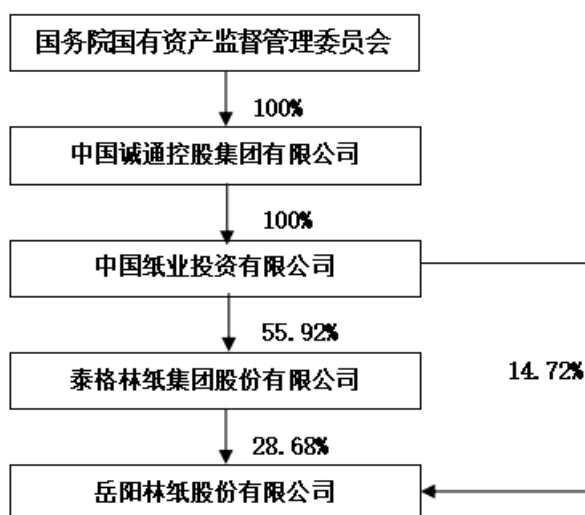 国务院国有资产监督管理委员会
100%
中国诚通控股集团有限公司
100%
中国纸业投资有限公司
55.92%
泰格林纸集团股份有限公司
14.72%
28.68%
岳阳林纸股份有限公司